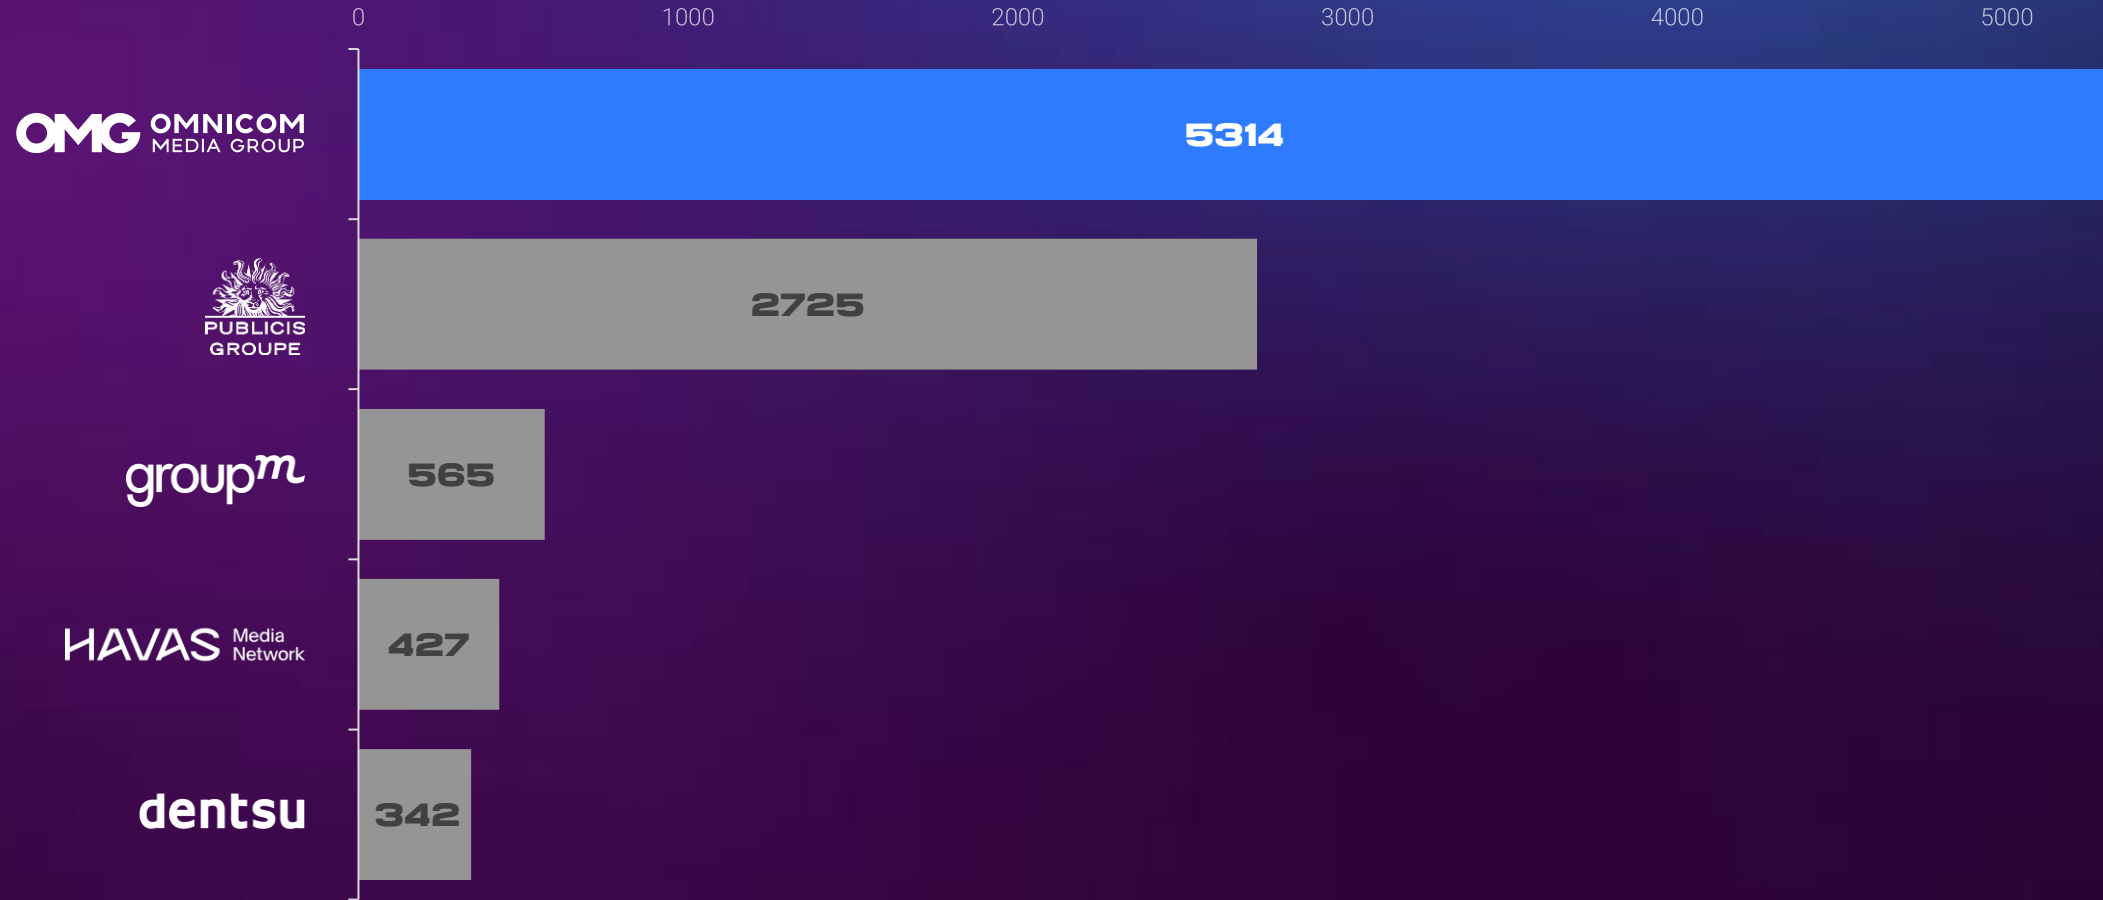 0 1000 2000 3000 4000 5000
OMG OMNICOM
MEDIA GROUP
5314
PUBLICIS
GROUPE
2725
groupm
565
HAVAS Media
Network
427
dentsu
342